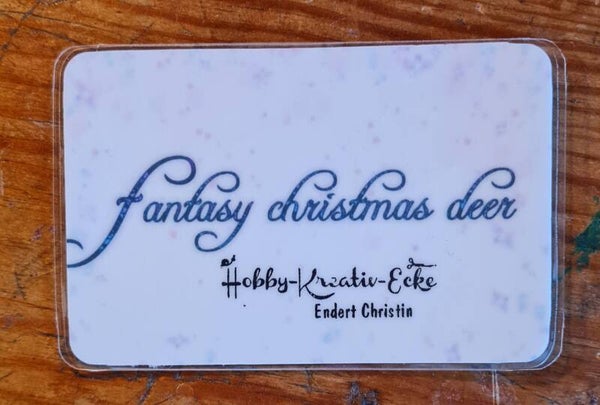 fantasy christmas deer
Hobby-Kreativ-Ecke
Endert Christin